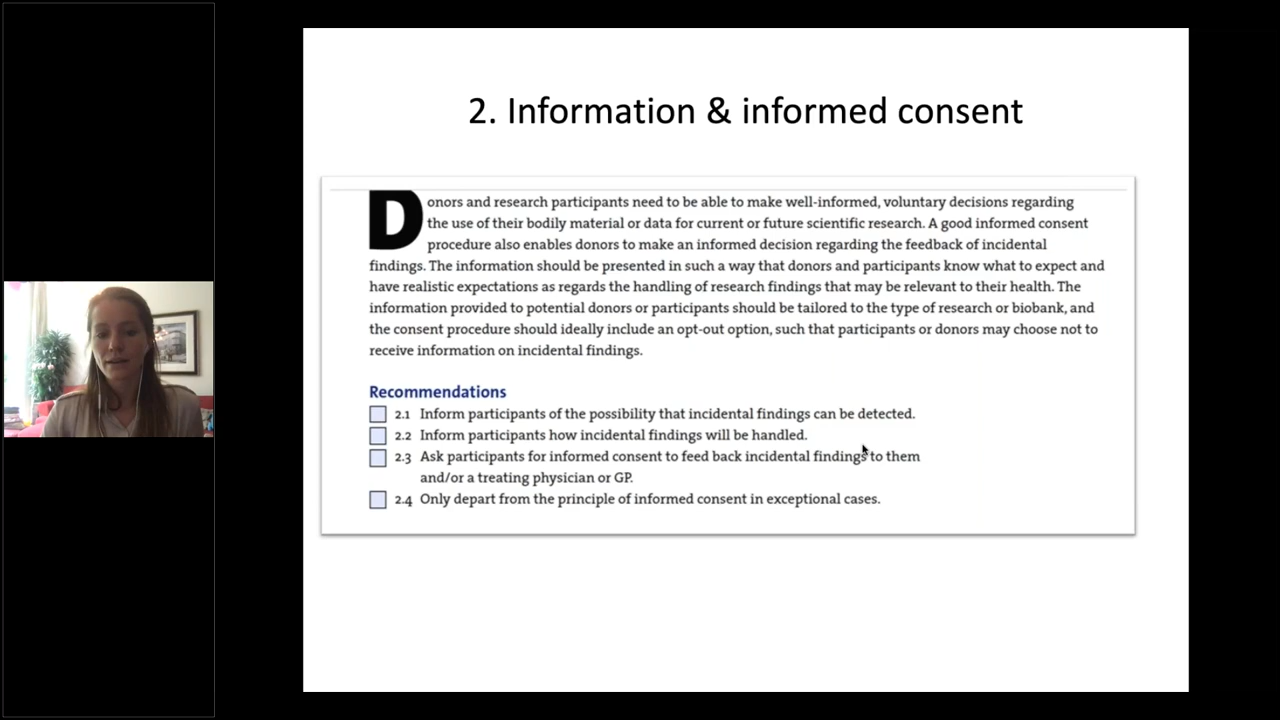 2. Information & informed consent
Donors and research participants need to be able to make well-informed, voluntary decisions regarding
the use of their bodily material or data for current or future scientific research. A good informed consent
procedure also enables donors to make an informed decision regarding the feedback of incidental
findings. The information should be presented in such a way that donors and participants know what to expect and
have realistic expectations as regards the handling of research findings that may be relevant to their health. The
information provided to potential donors or participants should be tailored to the type of research or biobank, and
the consent procedure should ideally include an opt-out option, such that participants or donors may choose not to
receive information on incidental findings.
Recommendations
2.1 Inform participants of the possibility that incidental findings can be detected.
2.2 Inform participants how incidental findings will be handled.
2.3 Ask participants for informed consent to feed back incidental findings to them
and/or a treating physician or GP.
2.4 Only depart from the principle of informed consent in exceptional cases.